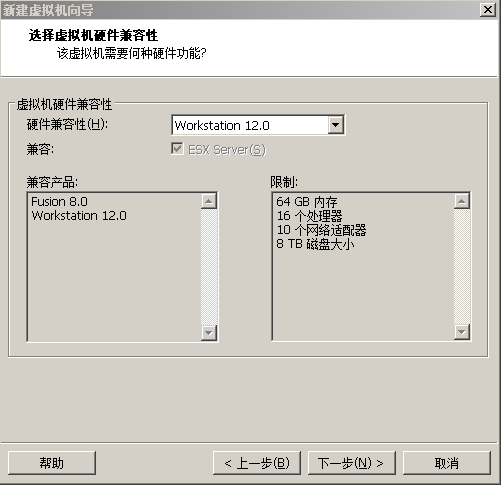 新建虚拟机向导
选择虚拟机硬件兼容性
该虚拟机需要何种硬件功能?
虚拟机硬件兼容性
硬件兼容性(H): Workstation 12.0
兼容: ESX Server(S)
兼容产品:
Fusion 8.0
Workstation 12.0
限制:
64 GB 内存
16 个处理器
10 个网络适配器
8 TB 磁盘大小
帮助 < 上一步(B) 下一步(N) > 取消